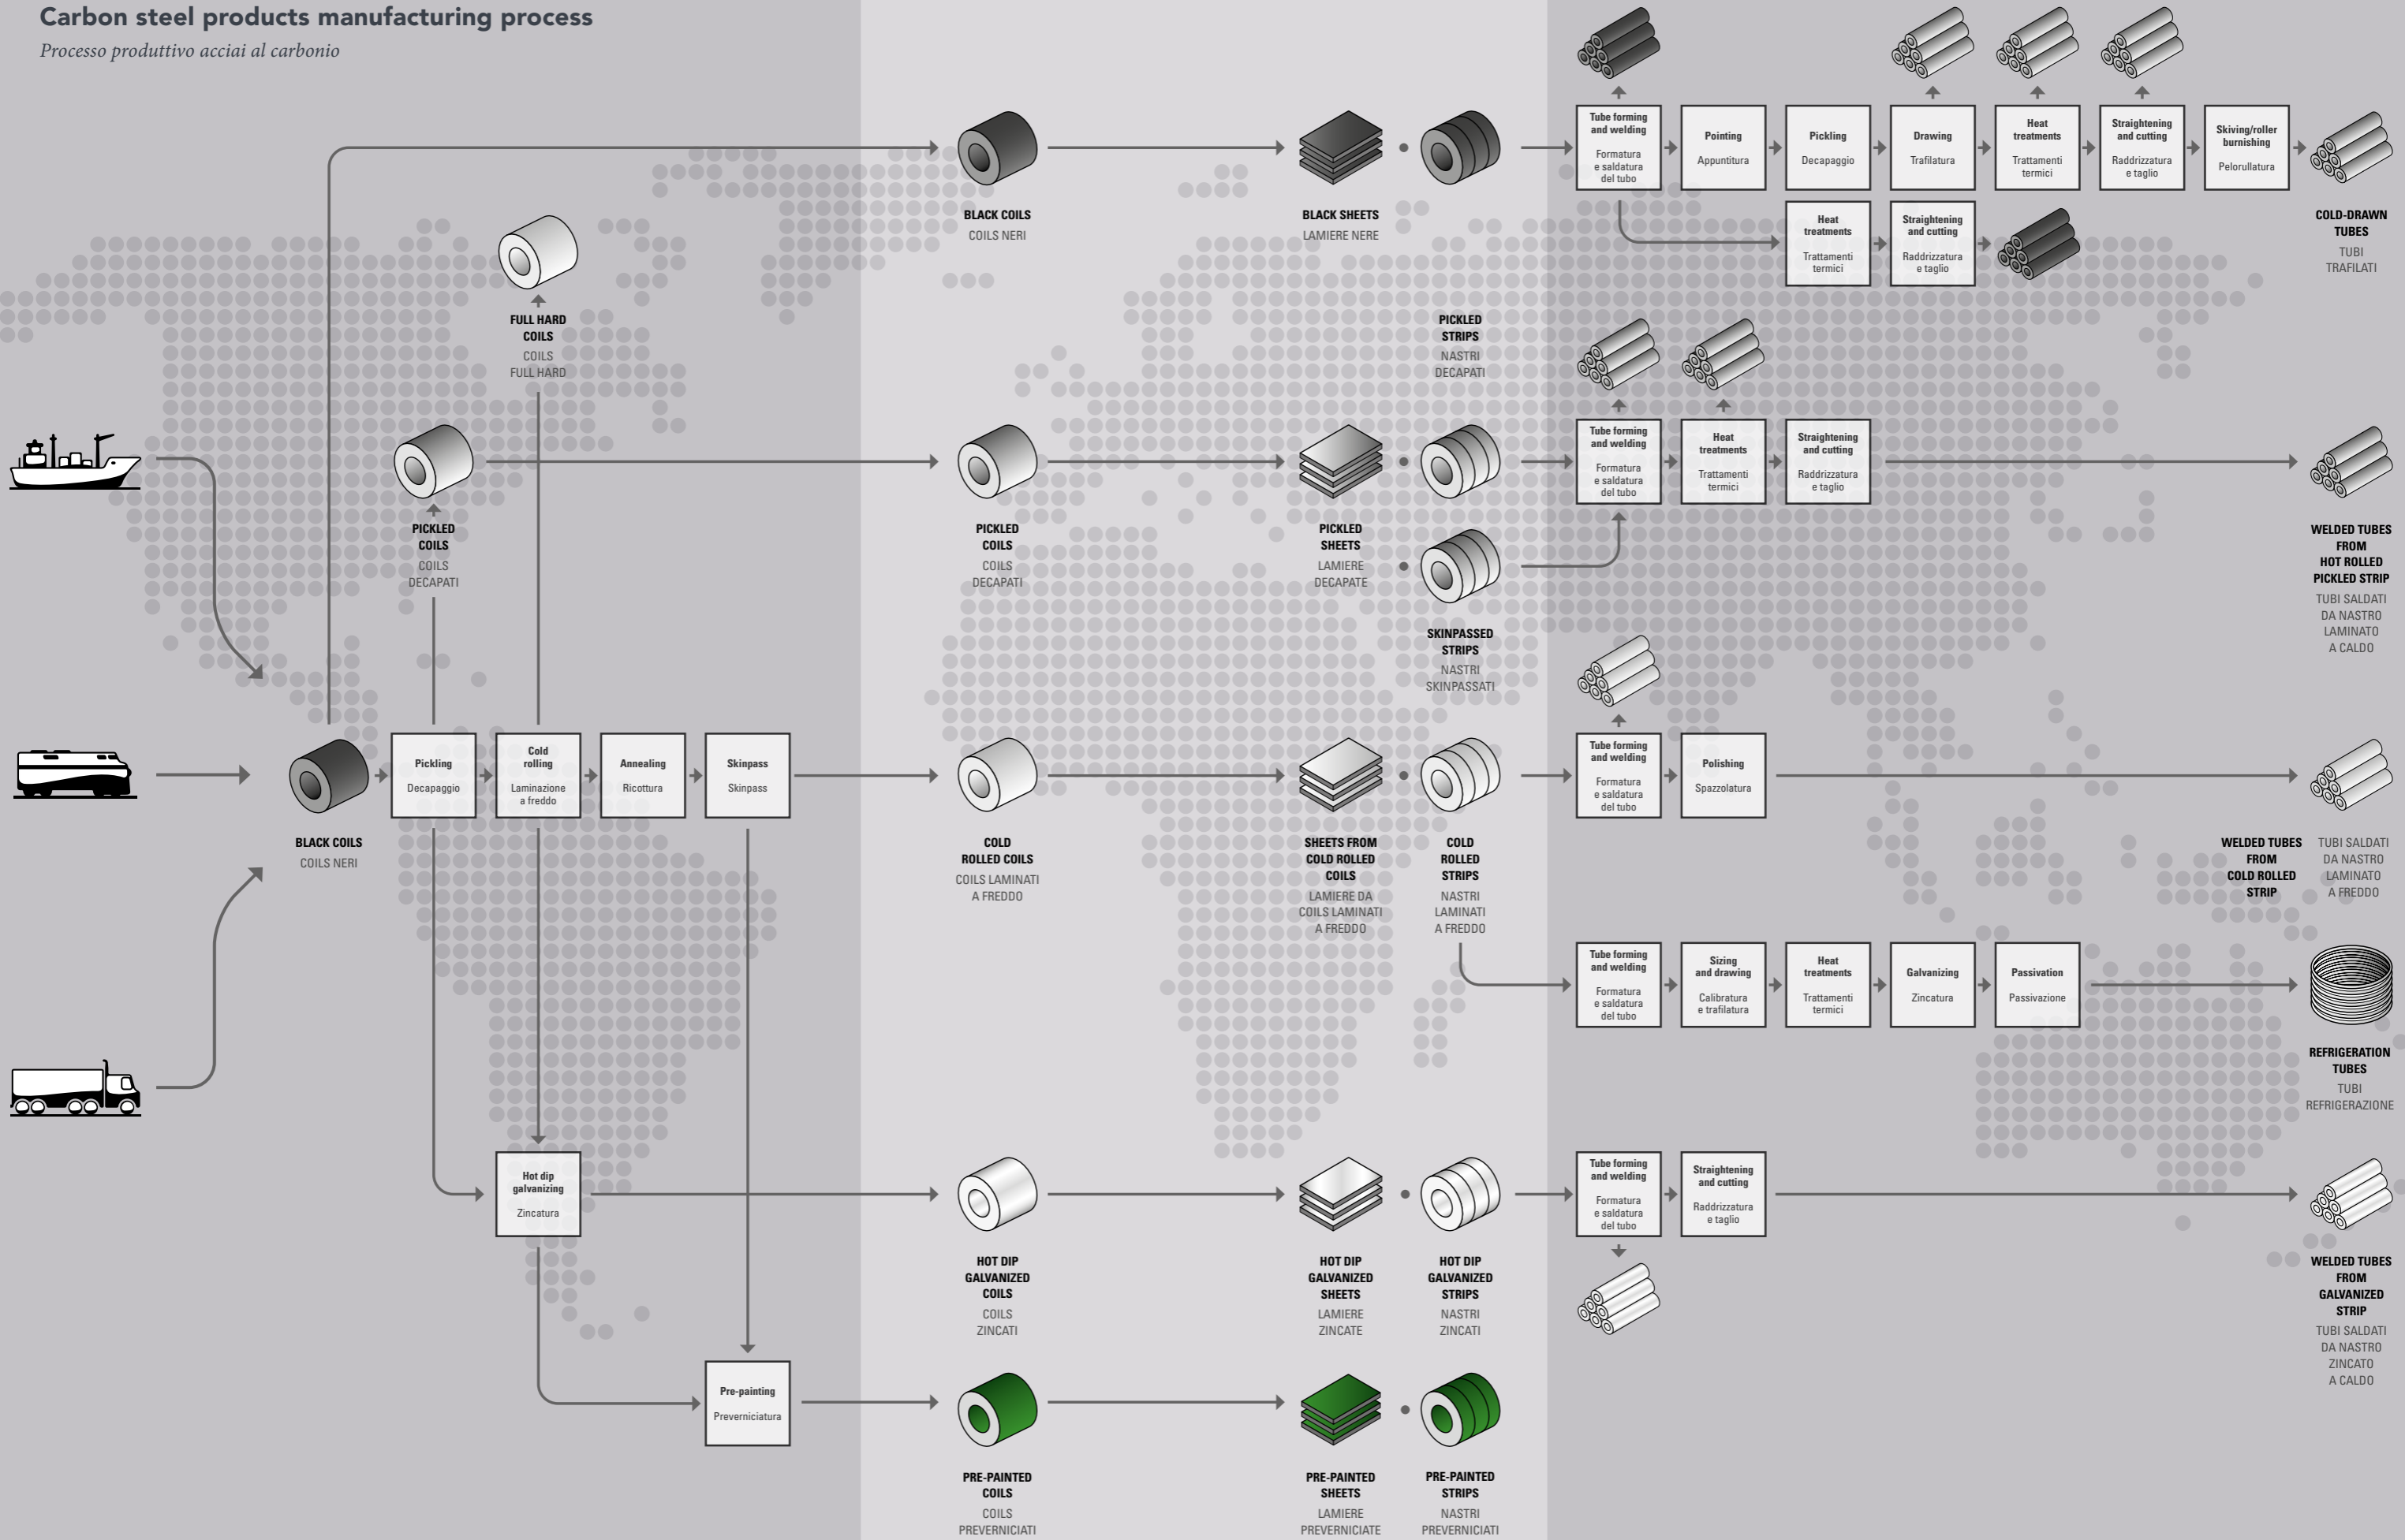 Carbon steel products manufacturing process
Processo produttivo acciai al carbonio
Tube forming
and welding
Formatura
e saldatura
del tubo
Pointing
Appuntitura
Pickling
Decapaggio
Drawing
Trafilatura
Heat
treatments
Trattamenti
termici
Straightening
and cutting
Raddrizzatura
e taglio
Skiving/roller
burnishing
Pelorullatura
BLACK COILS
COILS NERI
BLACK SHEETS
LAMIERE NERE
Heat
treatments
Trattamenti
termici
Straightening
and cutting
Raddrizzatura
e taglio
COLD-DRAWN
TUBES
TUBI
TRAFILATI
FULL HARD
COILS
COILS
FULL HARD
PICKLED
STRIPS
NASTRI
DECAPATI
Tube forming
and welding
Formatura
e saldatura
del tubo
Heat
treatments
Trattamenti
termici
Straightening
and cutting
Raddrizzatura
e taglio
PICKLED
COILS
COILS
DECAPATI
PICKLED
COILS
COILS
DECAPATI
PICKLED
SHEETS
LAMIERE
DECAPATE
WELDED TUBES
FROM
HOT ROLLED
PICKLED STRIP
TUBI SALDATI
DA NASTRO
LAMINATO
A CALDO
SKINPASSED
STRIPS
NASTRI
SKINPASSATI
Pickling
Decapaggio
Cold
rolling
Laminazione
a freddo
Annealing
Ricottura
Skinpass
Skinpass
Tube forming
and welding
Formatura
e saldatura
del tubo
Polishing
Spazzolatura
BLACK COILS
COILS NERI
COLD
ROLLED COILS
COILS LAMINATI
A FREDDO
SHEETS FROM
COLD ROLLED
COILS
LAMIERE DA
COILS LAMINATI
A FREDDO
COLD
ROLLED
STRIPS
NASTRI
LAMINATI
A FREDDO
WELDED TUBES
FROM
COLD ROLLED
STRIP
TUBI SALDATI
DA NASTRO
LAMINATO
A FREDDO
Tube forming
and welding
Formatura
e saldatura
del tubo
Sizing
and drawing
Calibratura
e trafilatura
Heat
treatments
Trattamenti
termici
Galvanizing
Zincatura
Passivation
Passivazione
REFRIGERATION
TUBES
TUBI
REFRIGERAZIONE
Hot dip
galvanizing
Zincatura
Tube forming
and welding
Formatura
e saldatura
del tubo
Straightening
and cutting
Raddrizzatura
e taglio
HOT DIP
GALVANIZED
COILS
COILS
ZINCATI
HOT DIP
GALVANIZED
SHEETS
LAMIERE
ZINCATE
HOT DIP
GALVANIZED
STRIPS
NASTRI
ZINCATI
WELDED TUBES
FROM
GALVANIZED
STRIP
TUBI SALDATI
DA NASTRO
ZINCATO
A CALDO
Pre-painting
Preverniciatura
PRE-PAINTED
COILS
COILS
PREVERNICIATI
PRE-PAINTED
SHEETS
LAMIERE
PREVERNICIATE
PRE-PAINTED
STRIPS
NASTRI
PREVERNICIATI